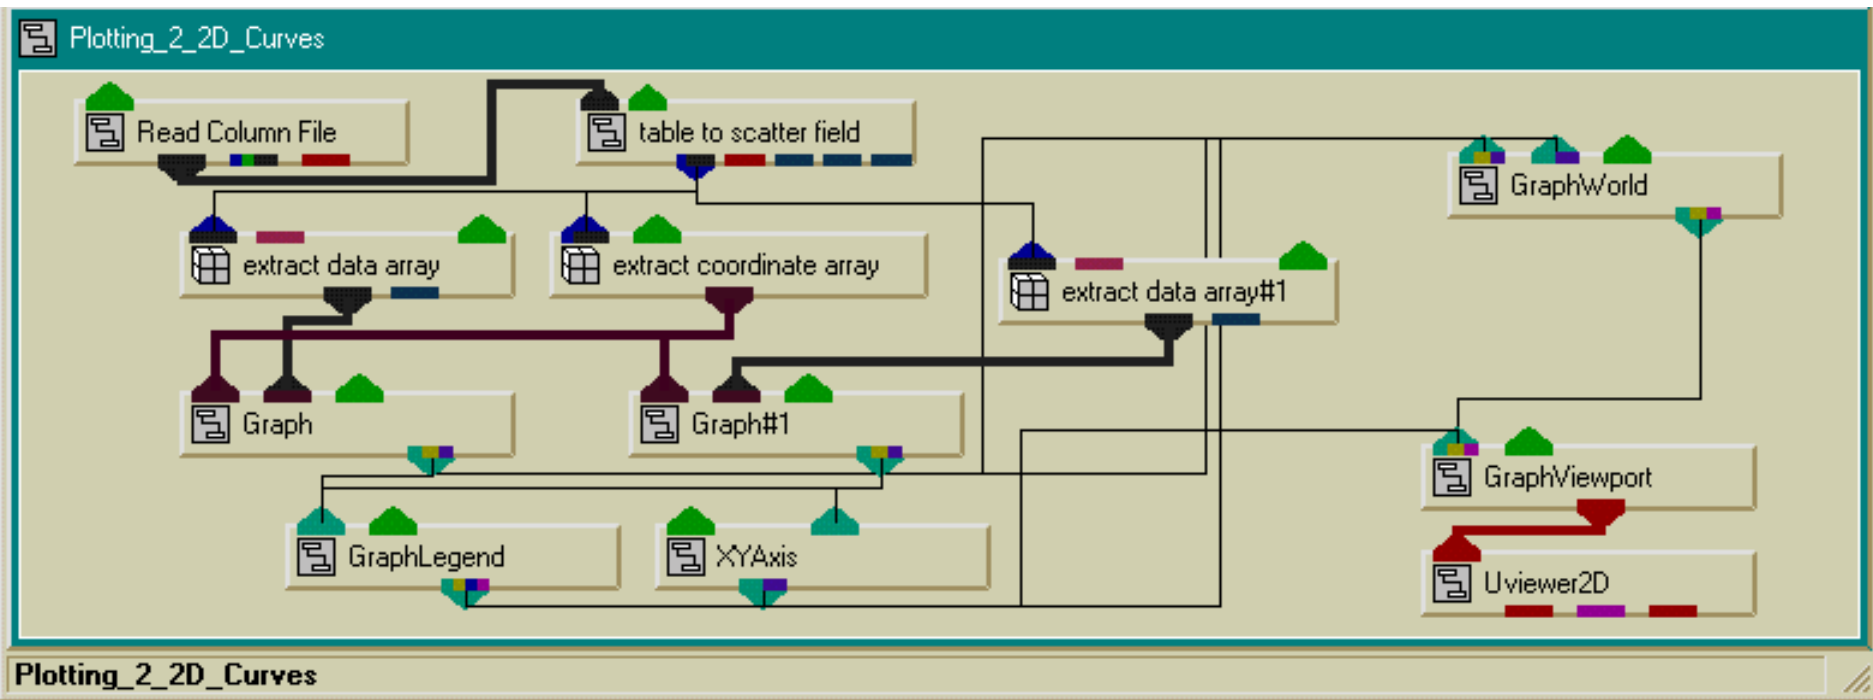 Plotting_2_2D_Curves
Read Column File
table to scatter field
GraphWorld
extract data array
extract coordinate array
extract data array#1
Graph
Graph#1
GraphViewport
GraphLegend
XYAxis
Uviewer2D
Plotting_2_2D_Curves